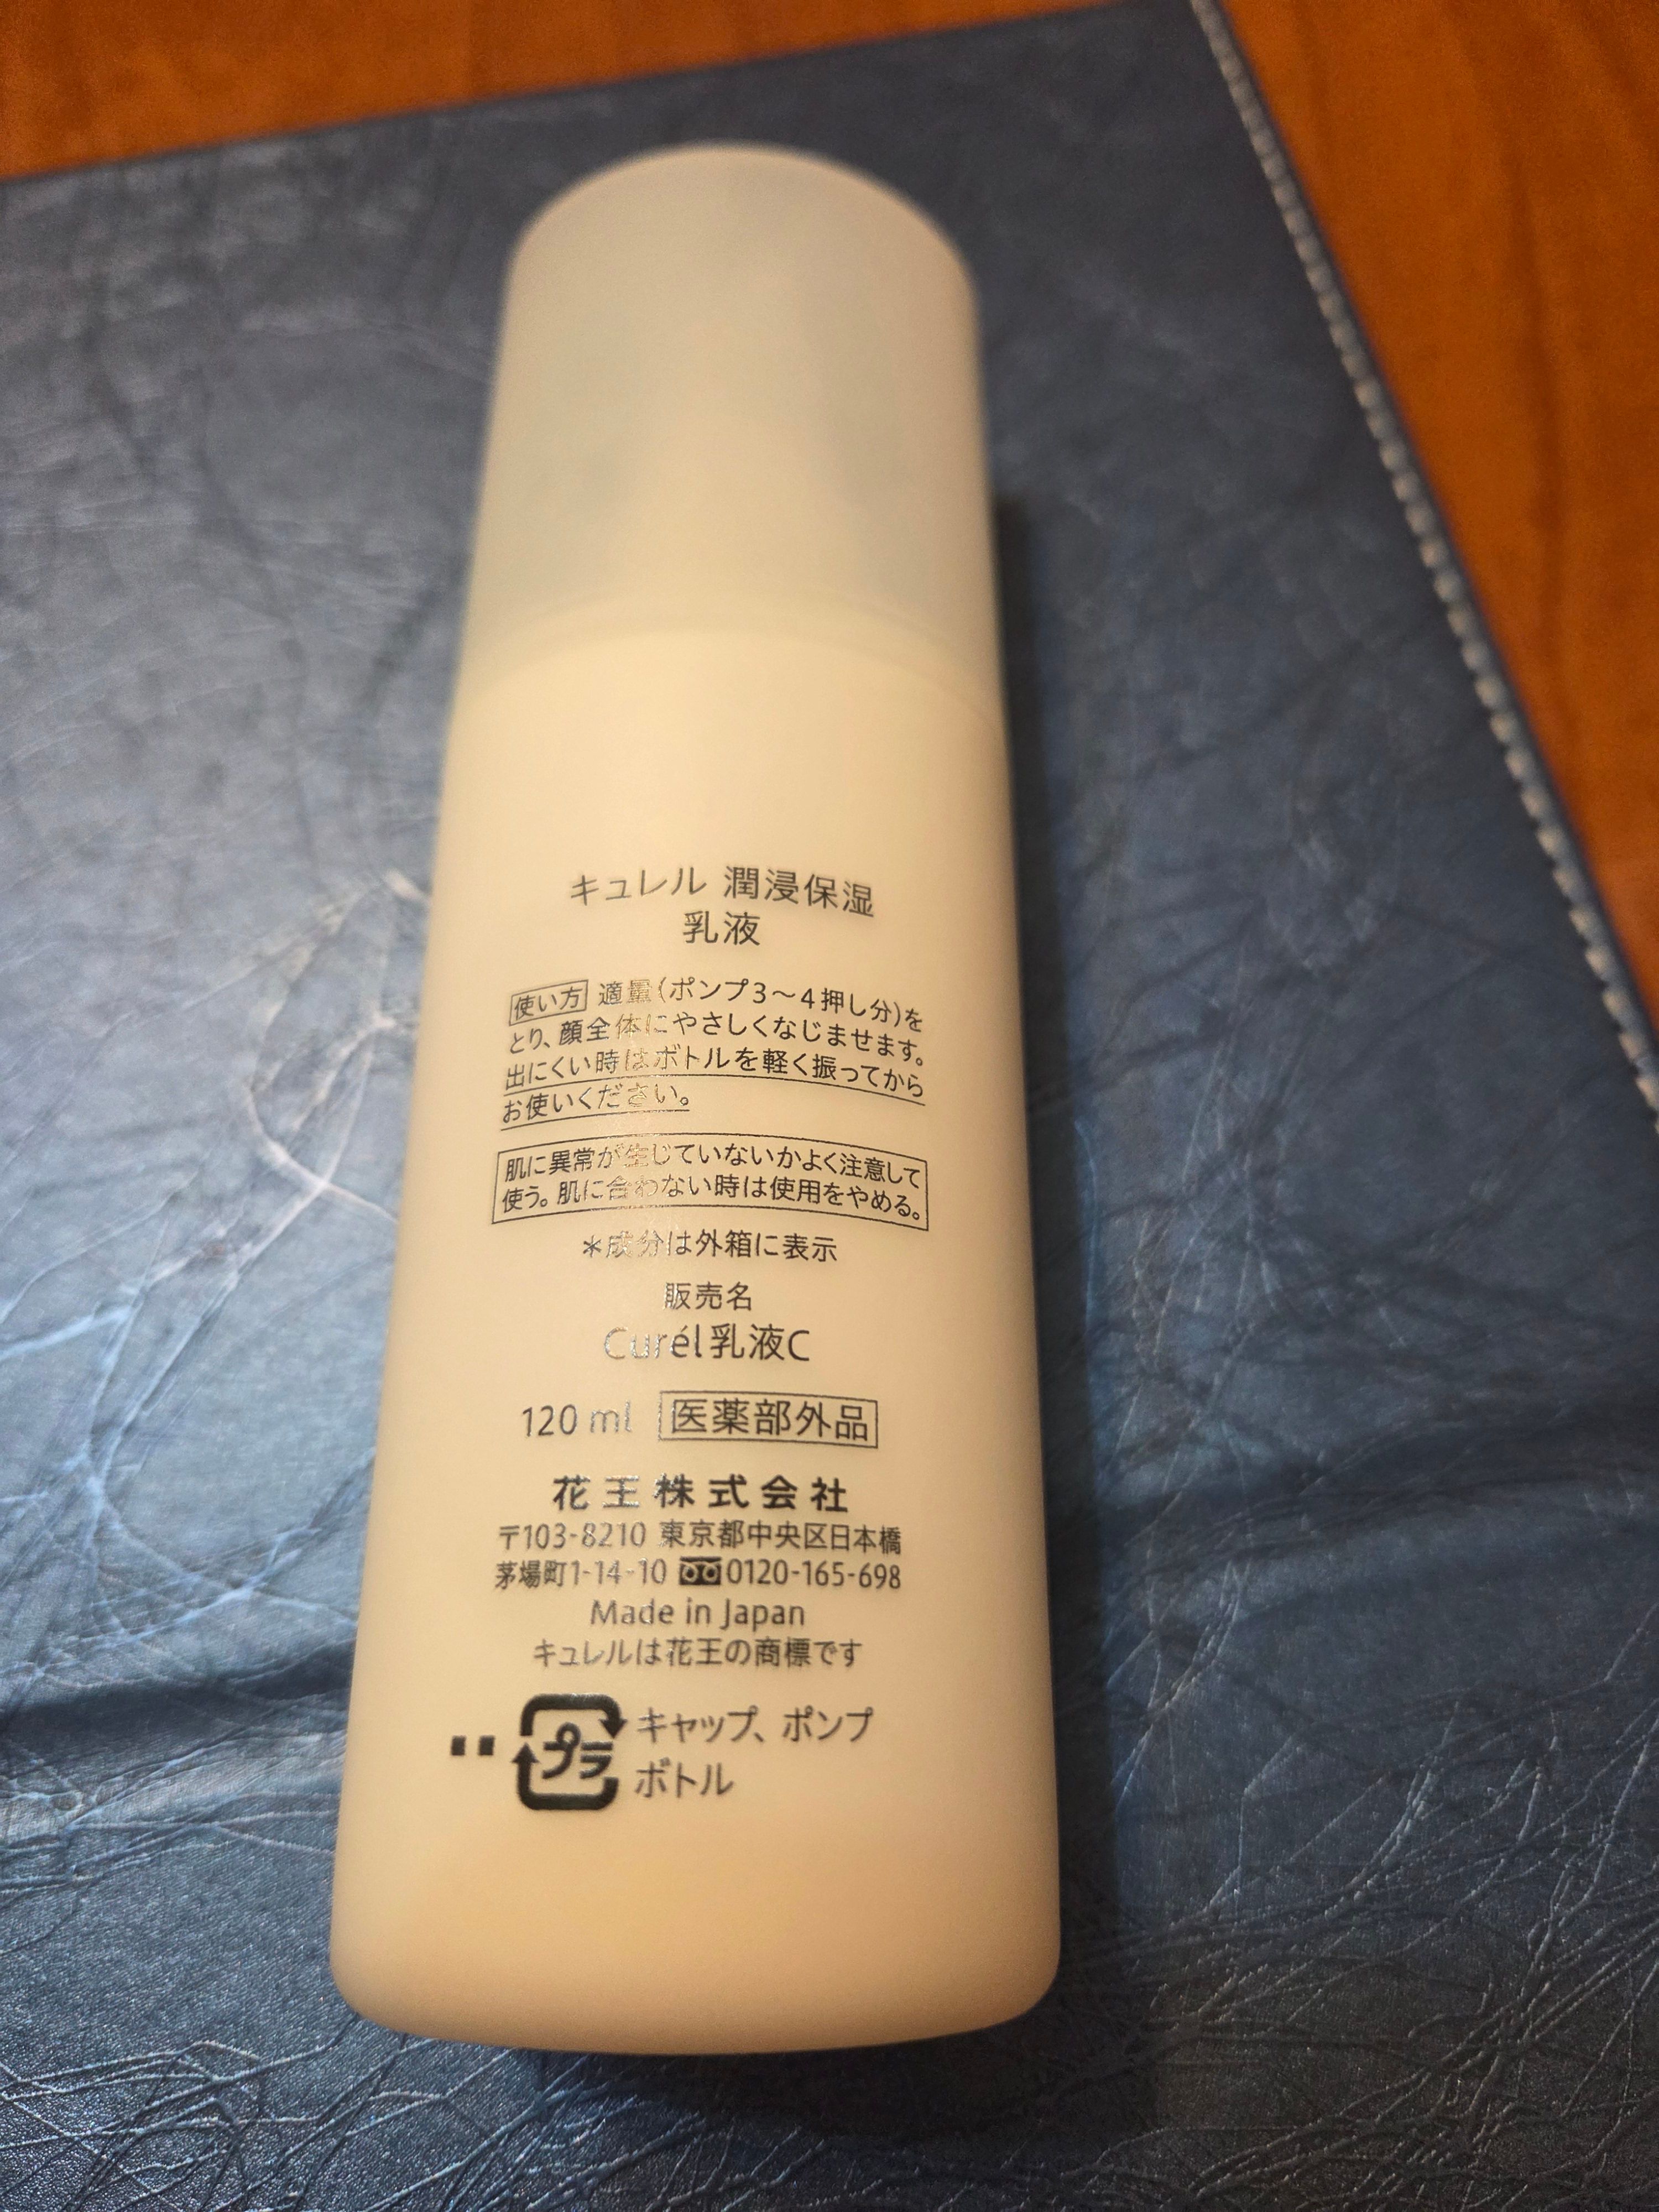 キュレル 潤浸保湿
乳液
使い方 適量(ポンプ3～4押し分)を
とり、顔全体にやさしくなじませます。
出にくい時はボトルを軽く振ってから
お使いください。
肌に異常が生じていないかよく注意して
使う。肌に合わない時は使用をやめる。
＊成分は外箱に表示
販売名
Curél乳液C
120 ml 医薬部外品
花王株式会社
〒103-8210 東京都中央区日本橋
茅場町1-14-10 0120-165-698
Made in Japan
キュレルは花王の商標です
プラ キャップ、ポンプ
ボトル